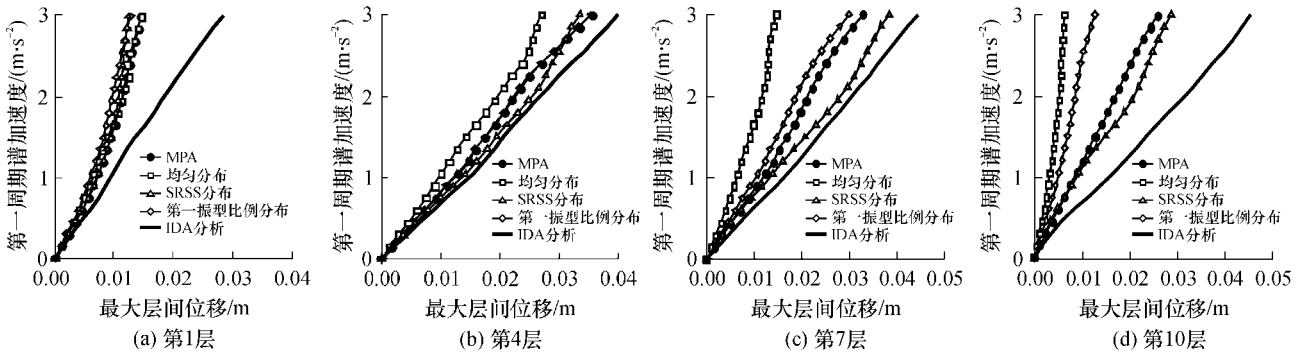 第一周期谱加速度/(m·s⁻²)
3
2
1
0
MPA
均匀分布
SRSS分布
第一振型比例分布
IDA分析
0.00 0.01 0.02 0.03 0.04
最大层间位移/m
(a) 第1层
第一周期谱加速度/(m·s⁻²)
3
2
1
0
MPA
均匀分布
SRSS分布
第一振型比例分布
IDA分析
0.00 0.01 0.02 0.03 0.04
最大层间位移/m
(b) 第4层
第一周期谱加速度/(m·s⁻²)
3
2
1
0
MPA
均匀分布
SRSS分布
第一振型比例分布
IDA分析
0.00 0.01 0.02 0.03 0.04 0.05
最大层间位移/m
(c) 第7层
第一周期谱加速度/(m·s⁻²)
3
2
1
0
MPA
均匀分布
SRSS分布
第一振型比例分布
IDA分析
0.00 0.01 0.02 0.03 0.04 0.05
最大层间位移/m
(d) 第10层